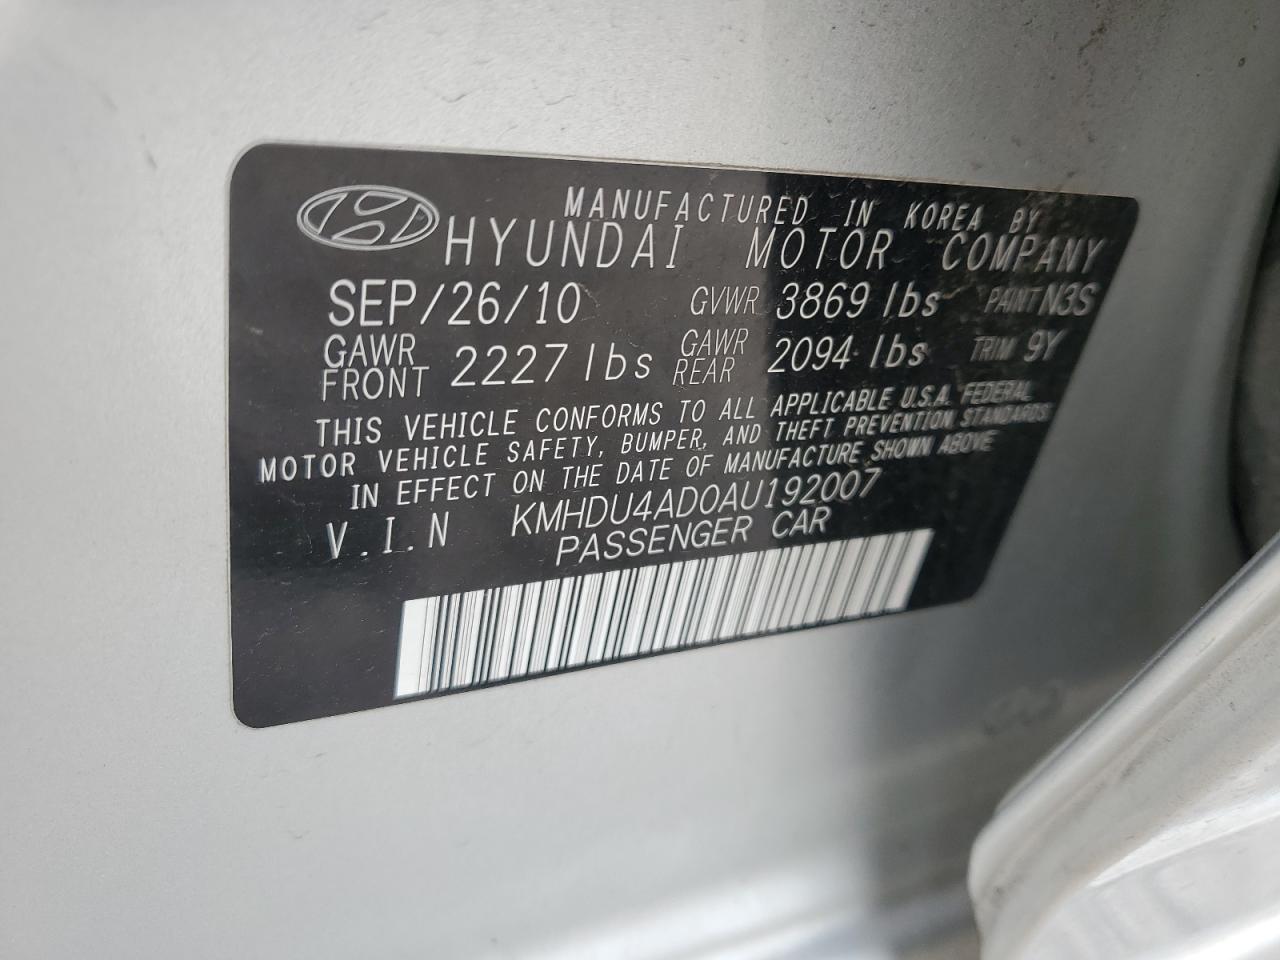 MANUFACTURED IN KOREA BY
HYUNDAI MOTOR COMPANY
SEP/26/10 GVWR 3869 lbs PAINT N3S
GAWR FRONT 2227 lbs GAWR REAR 2094 lbs TRIM 9Y
THIS VEHICLE CONFORMS TO ALL APPLICABLE U.S.A. FEDERAL
MOTOR VEHICLE SAFETY, BUMPER, AND THEFT PREVENTION STANDARDS
IN EFFECT ON THE DATE OF MANUFACTURE SHOWN ABOVE
V.I.N KMHDU4AD0AU192007
PASSENGER CAR